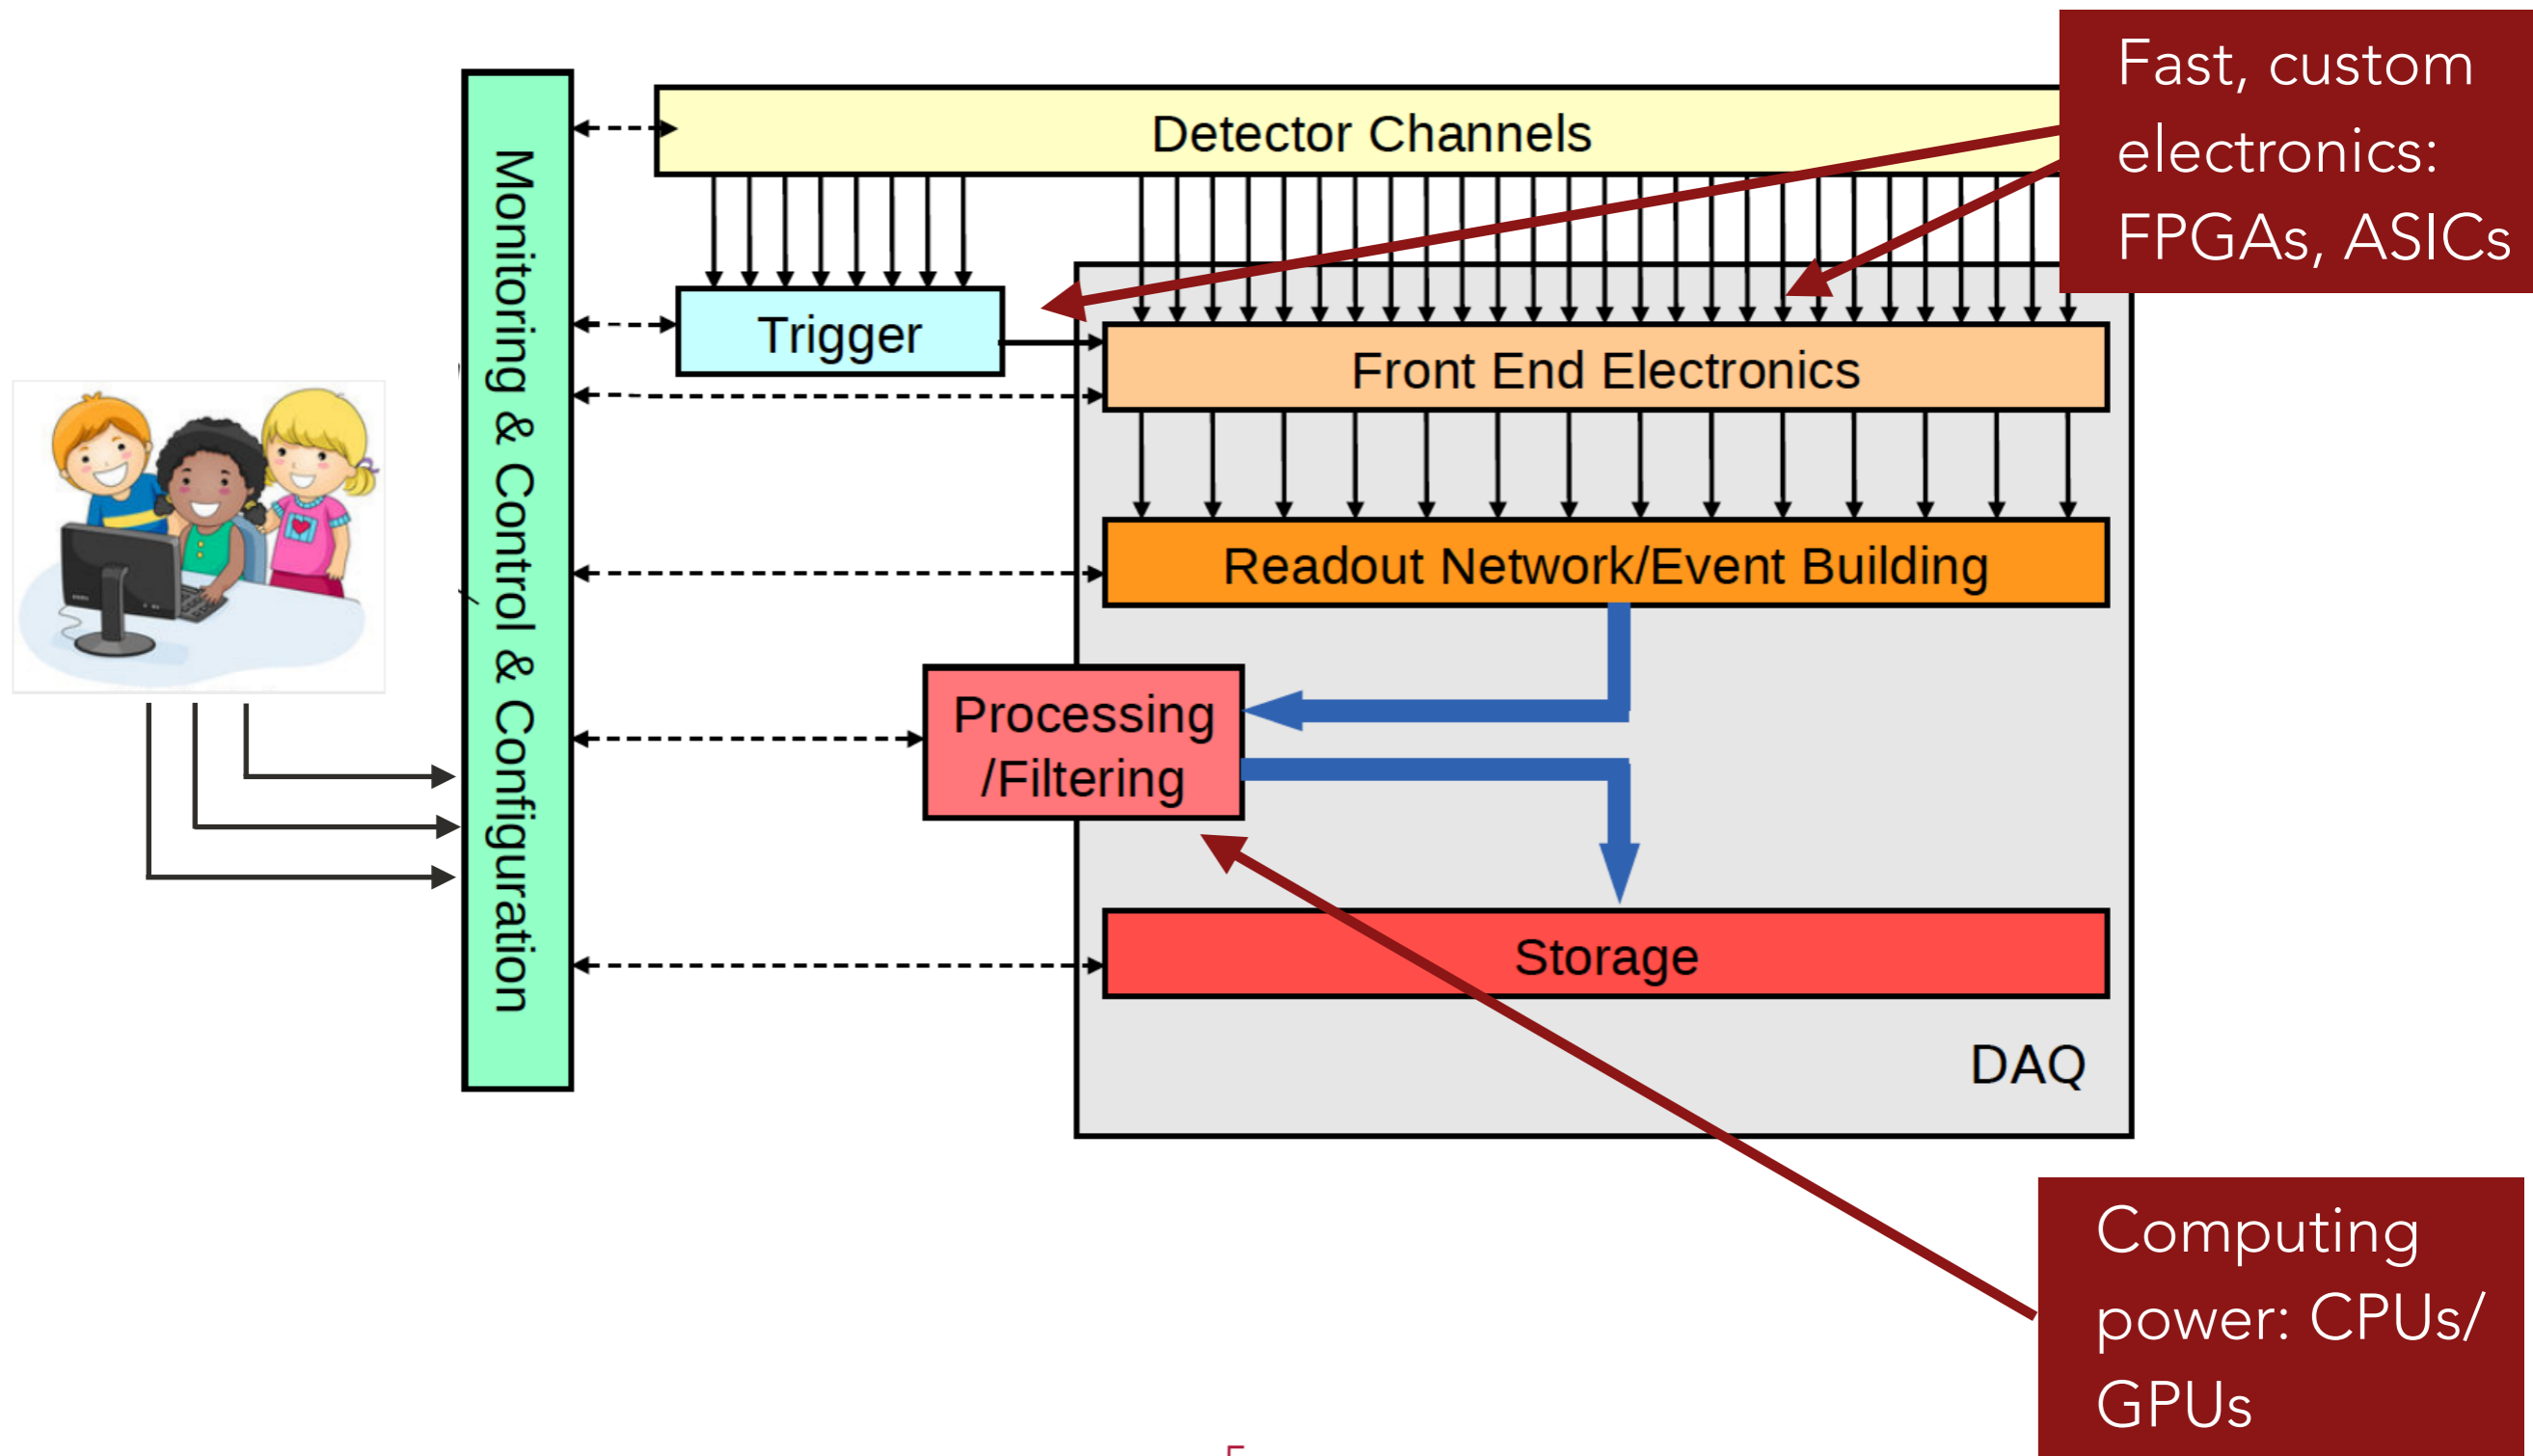 Fast, custom
electronics:
FPGAs, ASICs
Detector Channels
Monitoring & Control & Configuration
Trigger
Front End Electronics
Readout Network/Event Building
Processing
/Filtering
Storage
DAQ
Computing
power: CPUs/
GPUs